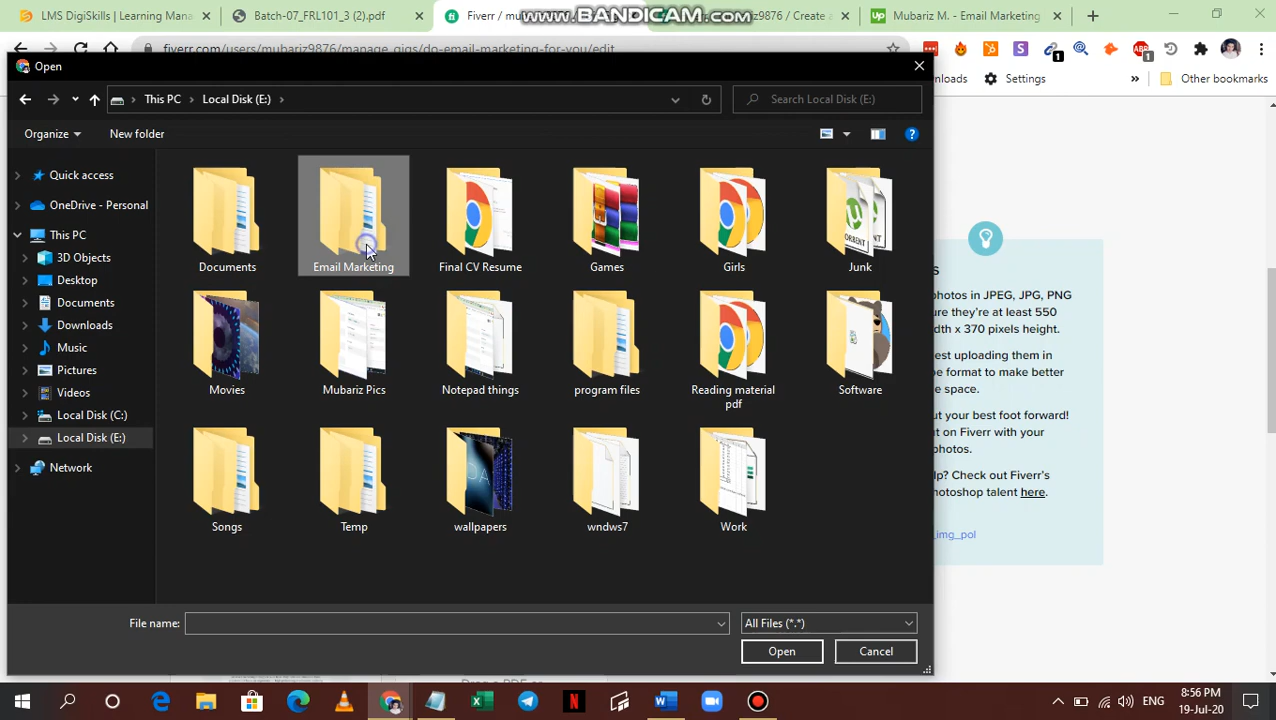 LMS DigiSkills | Learning Mana
Batch-07_FRL101_3 (2).pdf
Fiverr / mu
www.BANDICAM.com
z9876 / Create a
Mubariz M. - Email Marketing
fiverr.com/users/mubariz9876/manage_gigs/do-email-marketing-for-you/edit
nloads
Settings
Other bookmarks
Open
This PC
Local Disk (E:)
Search Local Disk (E:)
Organize
New folder
Quick access
OneDrive - Personal
This PC
3D Objects
Desktop
Documents
Downloads
Music
Pictures
Videos
Local Disk (C:)
Local Disk (E:)
Network
Documents
Email Marketing
Final CV Resume
Games
Girls
Junk
Movies
Mubariz Pics
Notepad things
program files
Reading material
pdf
Software
Songs
Temp
wallpapers
wndws7
Work
File name:
All Files (*.*)
Open
Cancel
S
photos in JPEG, JPG, PNG
ure they're at least 550
dth x 370 pixels height.
est uploading them in
pe format to make better
e space.
out your best foot forward!
ut on Fiverr with your
photos.
lp? Check out Fiverr's
hotoshop talent here.
_img_pol
ENG
8:56 PM
19-Jul-20